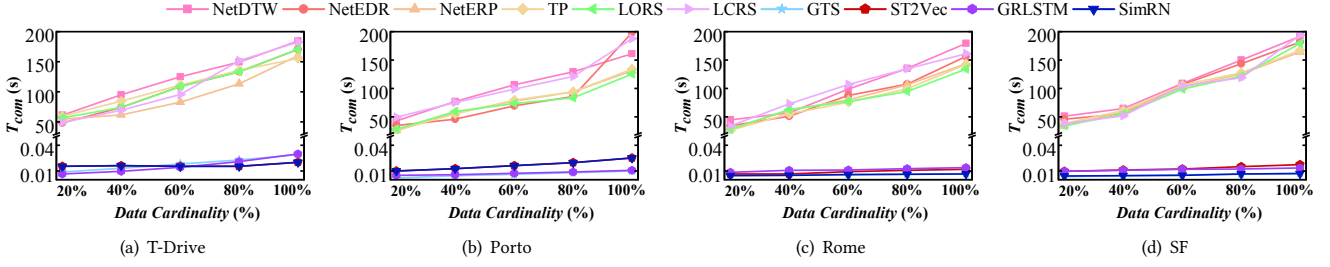 NetDTW NetEDR NetERP TP LORS LCRS GTS ST2Vec GRLSTM SimRN
T_com (s)
200
150
100
50
0.04
0.01
20% 40% 60% 80% 100%
Data Cardinality (%)
(a) T-Drive
T_com (s)
200
150
100
50
0.04
0.01
20% 40% 60% 80% 100%
Data Cardinality (%)
(b) Porto
T_com (s)
200
150
100
50
0.04
0.01
20% 40% 60% 80% 100%
Data Cardinality (%)
(c) Rome
T_com (s)
200
150
100
50
0.04
0.01
20% 40% 60% 80% 100%
Data Cardinality (%)
(d) SF